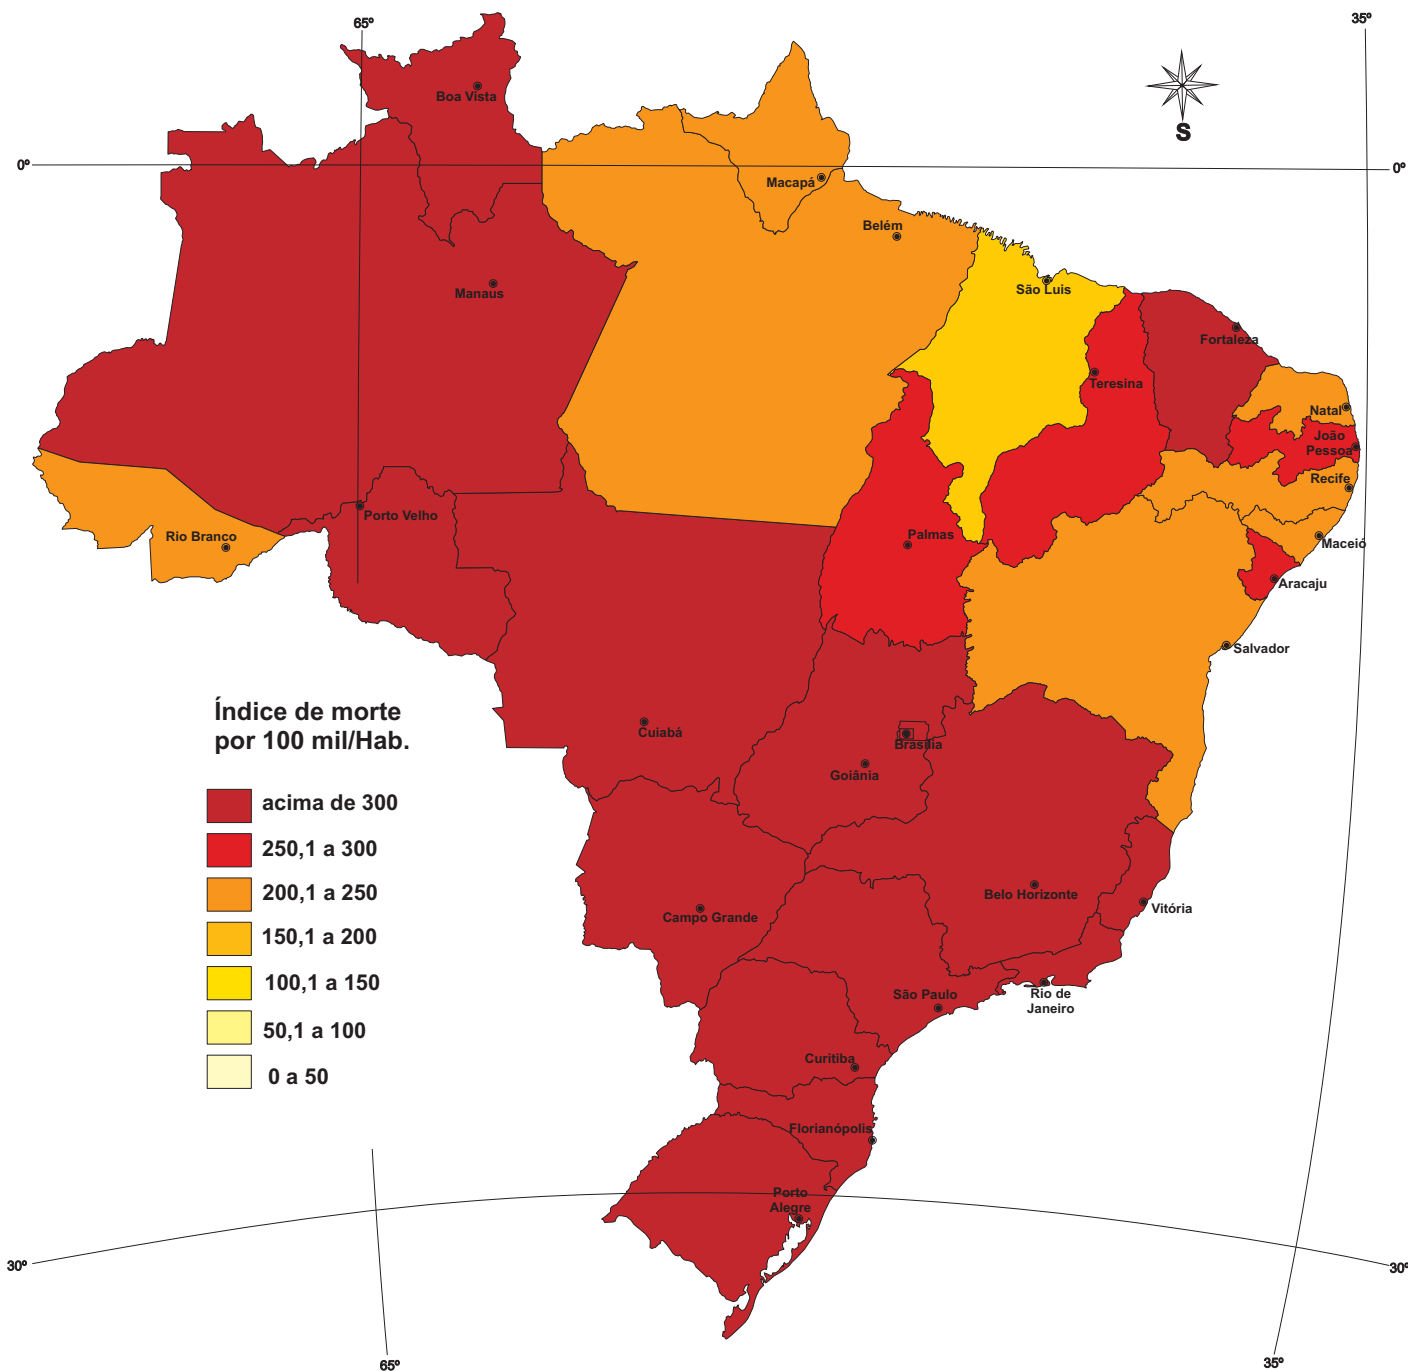 65º
35º
Boa Vista
S
0º
0º
Macapá
Belém
São Luis
Manaus
Fortaleza
Teresina
Natal
João
Pessoa
Recife
Porto Velho
Rio Branco
Palmas
Maceió
Aracaju
Salvador
Índice de morte
por 100 mil/Hab.
Cuiabá
Brasília
Goiânia
acima de 300
250,1 a 300
200,1 a 250
150,1 a 200
100,1 a 150
50,1 a 100
0 a 50
Belo Horizonte
Campo Grande
Vitória
São Paulo
Rio de
Janeiro
Curitiba
Florianópolis
Porto
Alegre
30º
30º
65º
35º